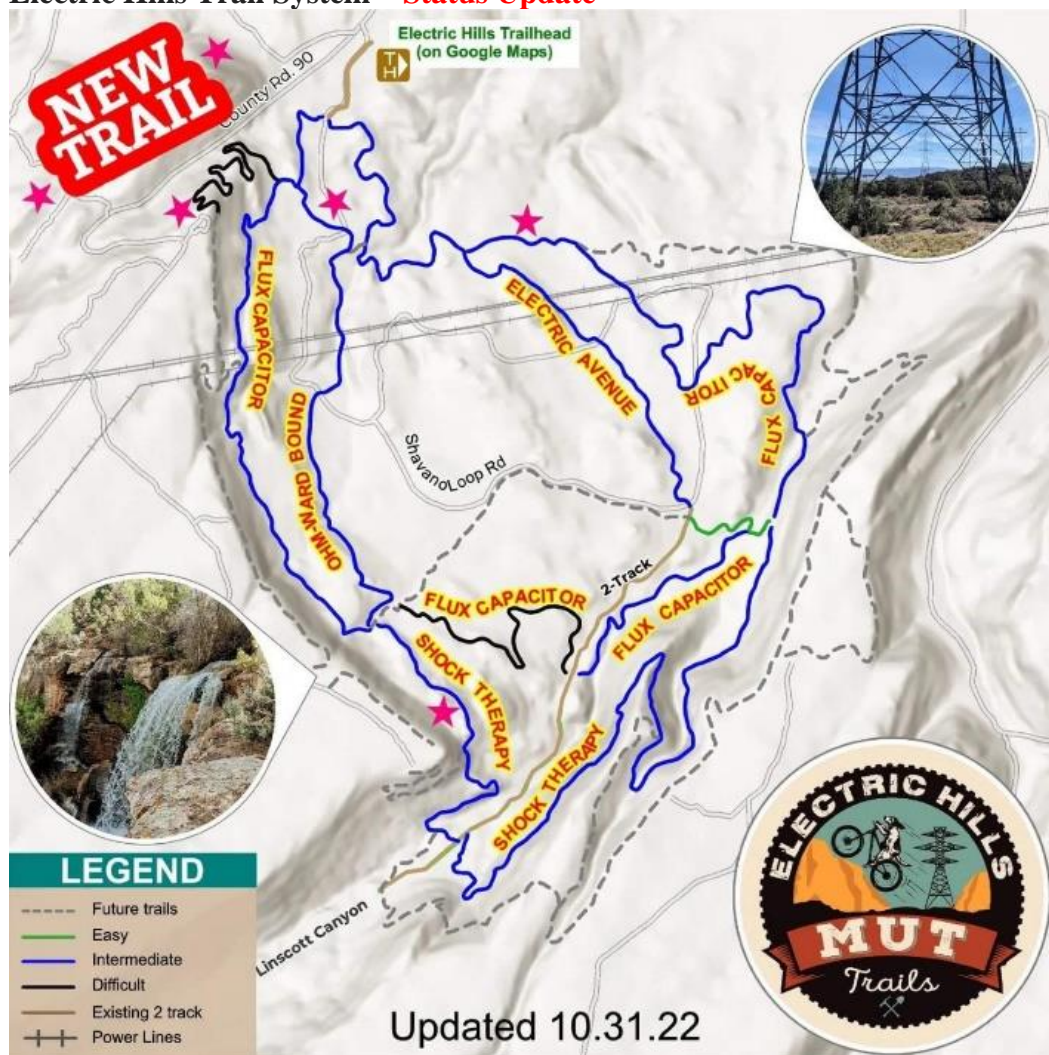 Electric Hills Trail System – Status Update
NEW
TRAIL
County Rd. 90
T
H
Electric Hills Trailhead
(on Google Maps)
FLUX CAPACITOR
OHM-WARD BOUND
ELECTRIC AVENUE
FLUX CAPACITOR
ShavanoLoop Rd
2-Track
FLUX CAPACITOR
FLUX CAPACITOR
SHOCK THERAPY
SHOCK THERAPY
Linscott Canyon
LEGEND
Future trails
Easy
Intermediate
Difficult
Existing 2 track
Power Lines
ELECTRIC HILLS
MUT
Trails
Updated 10.31.22